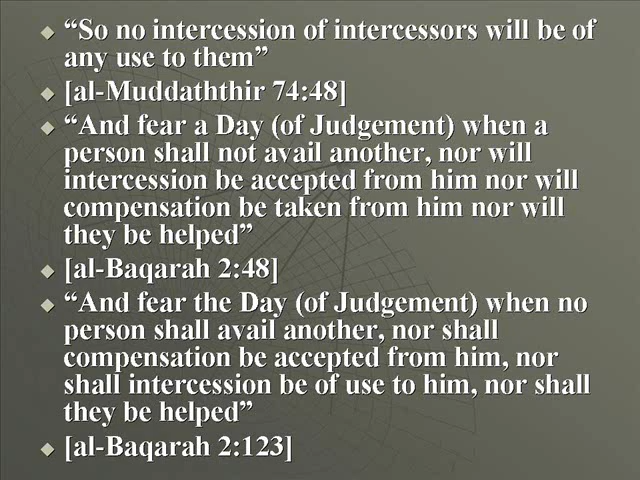 “So no intercession of intercessors will be of
any use to them”
[al-Muddaththir 74:48]
“And fear a Day (of Judgement) when a
person shall not avail another, nor will
intercession be accepted from him nor will
compensation be taken from him nor will
they be helped”
[al-Baqarah 2:48]
“And fear the Day (of Judgement) when no
person shall avail another, nor shall
compensation be accepted from him, nor
shall intercession be of use to him, nor shall
they be helped”
[al-Baqarah 2:123]